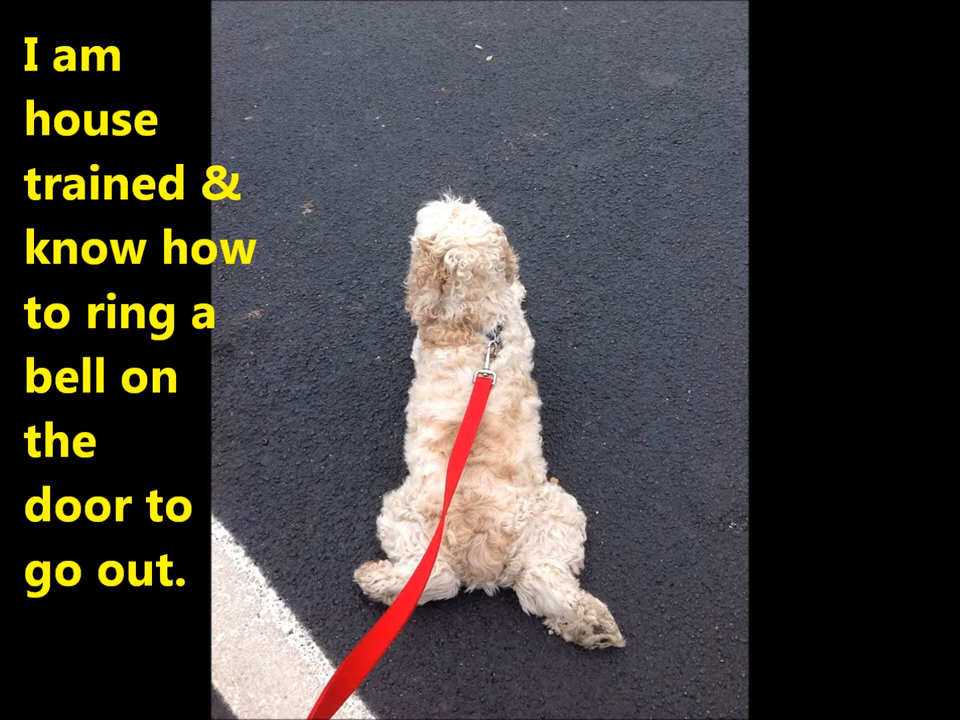 I am
house
trained &
know how
to ring a
bell on
the
door to
go out.